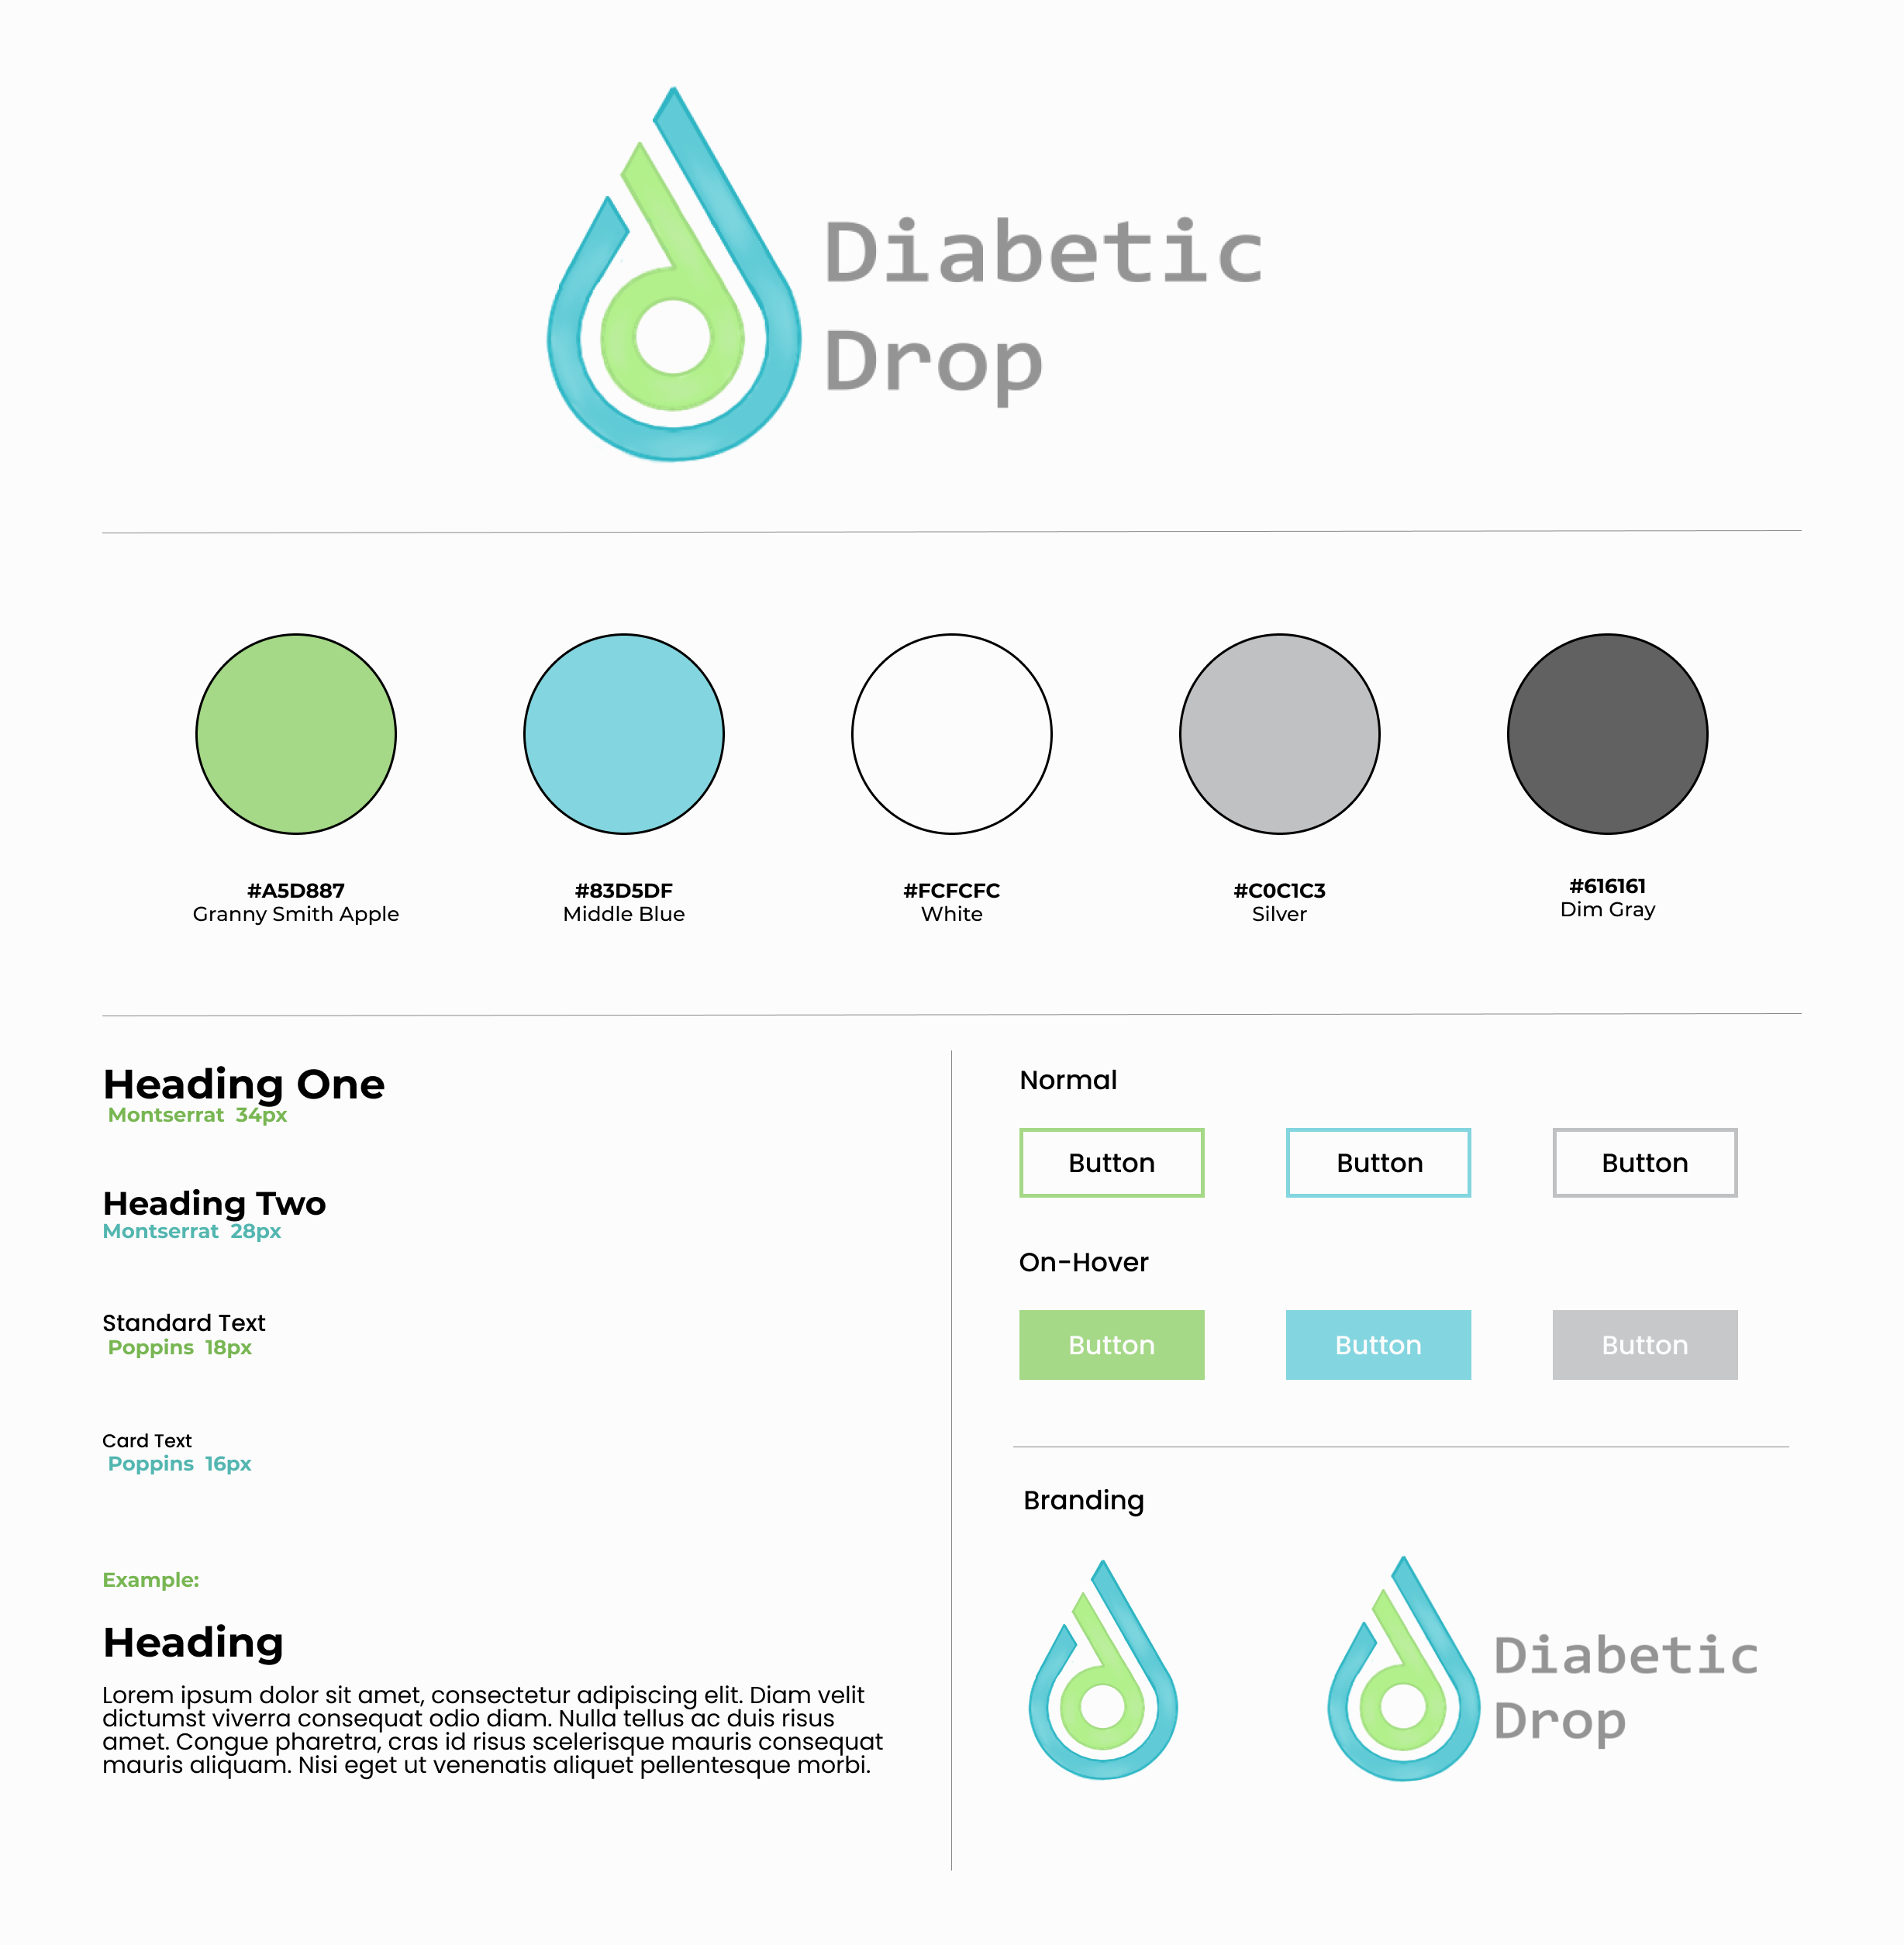 Diabetic
Drop
#A5D887
Granny Smith Apple
#83D5DF
Middle Blue
#FCFCFC
White
#C0C1C3
Silver
#616161
Dim Gray
Heading One
Montserrat 34px
Heading Two
Montserrat 28px
Standard Text
Poppins 18px
Card Text
Poppins 16px
Example:
Heading
Lorem ipsum dolor sit amet, consectetur adipiscing elit. Diam velit
dictumst viverra consequat odio diam. Nulla tellus ac duis risus
amet. Congue pharetra, cras id risus scelerisque mauris consequat
mauris aliquam. Nisi eget ut venenatis aliquet pellentesque morbi.
Normal
Button
Button
Button
On-Hover
Button
Button
Button
Branding
Diabetic
Drop